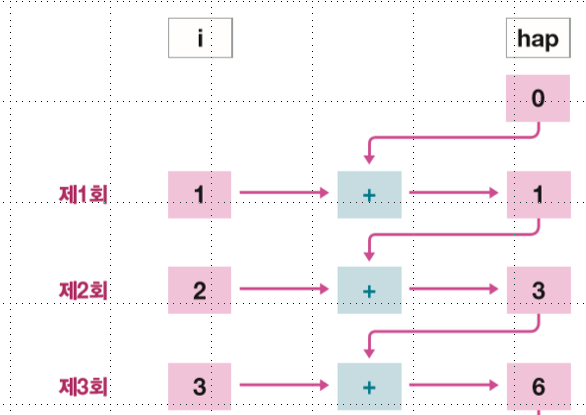 i hap
0
제1회 1 + 1
제2회 2 + 3
제3회 3 + 6